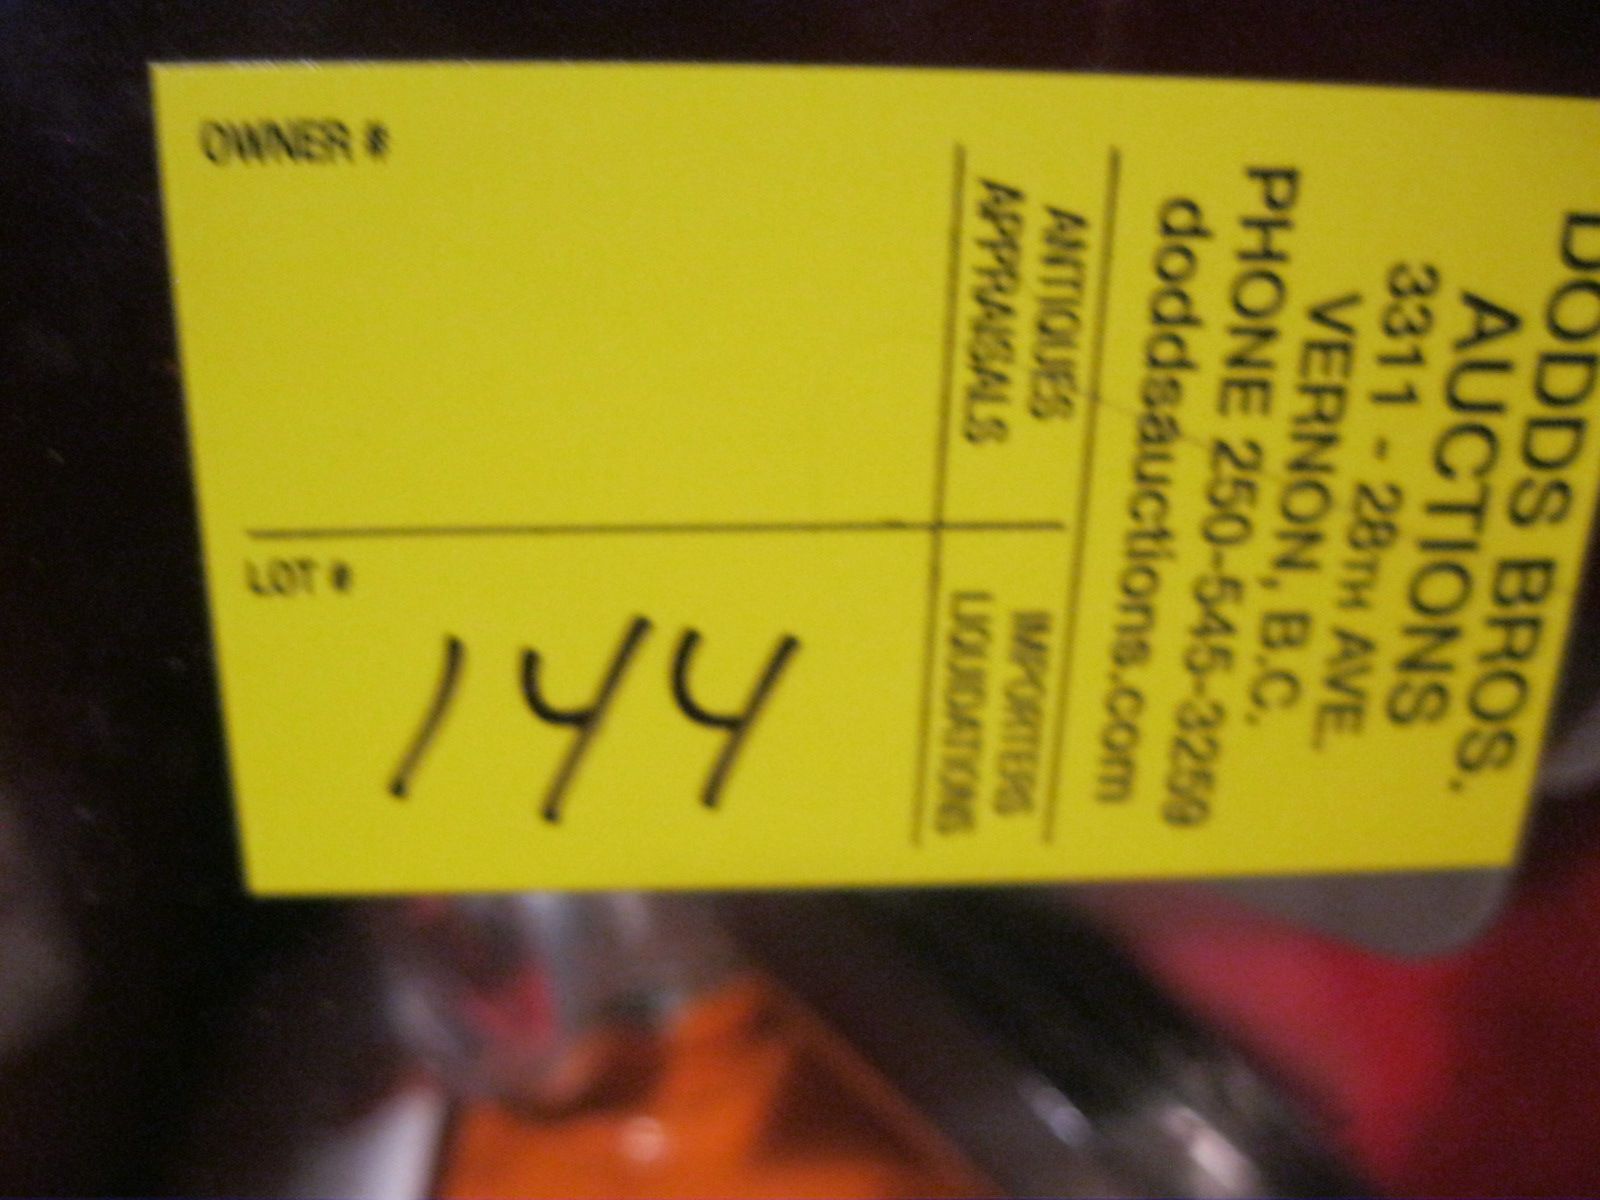 DODDS BROS.
AUCTIONS
3311 - 28TH AVE.
VERNON, B.C.
PHONE 250-545-3259
doddsauctions.com
ANTIQUES IMPORTERS
APPRAISALS LIQUIDATIONS
OWNER #
LOT #
144